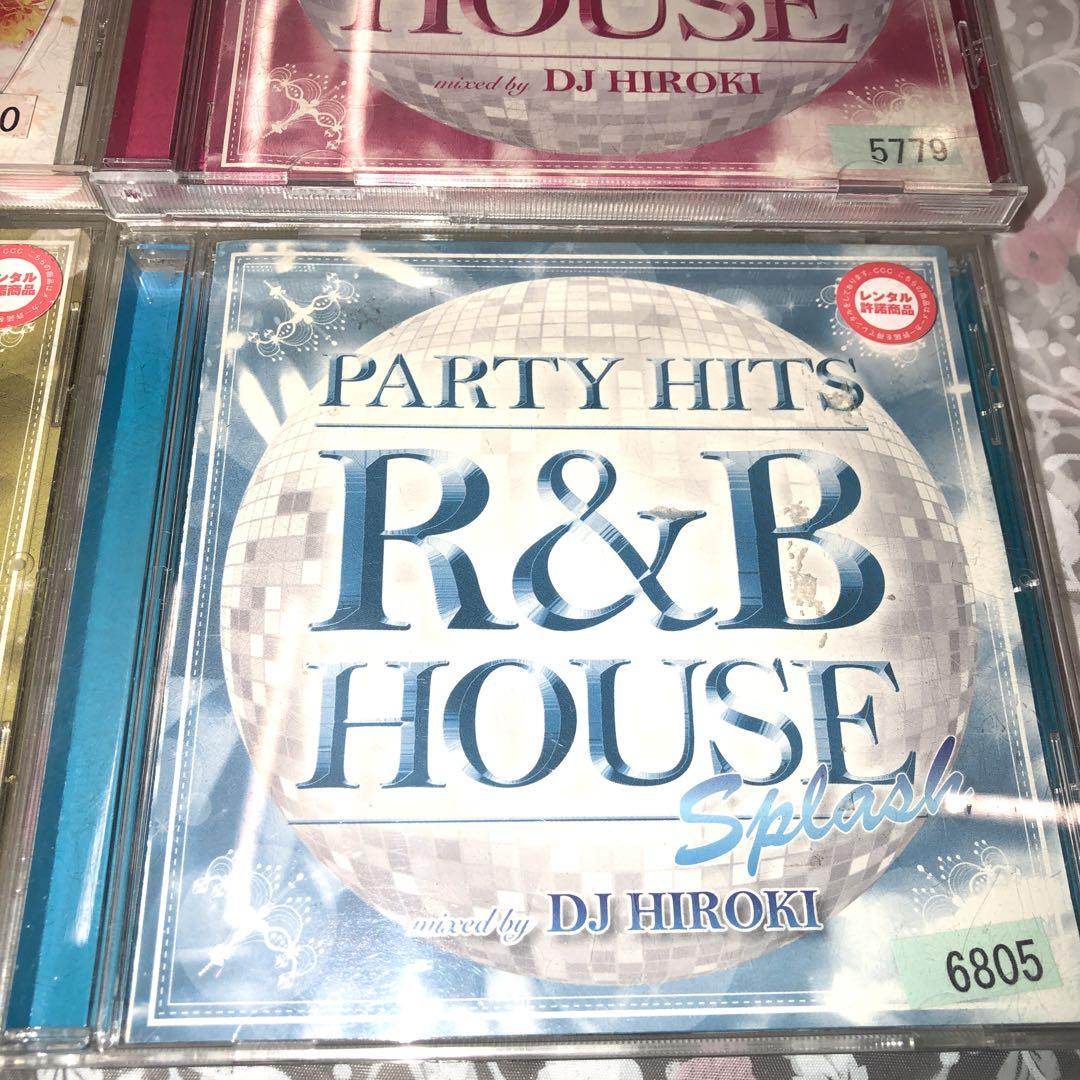 HOUSE
mixed by DJ HIROKI
0
5779
レンタル
許諾商品
PARTY HITS
R&B
HOUSE
Splash
mixed by DJ HIROKI
6805